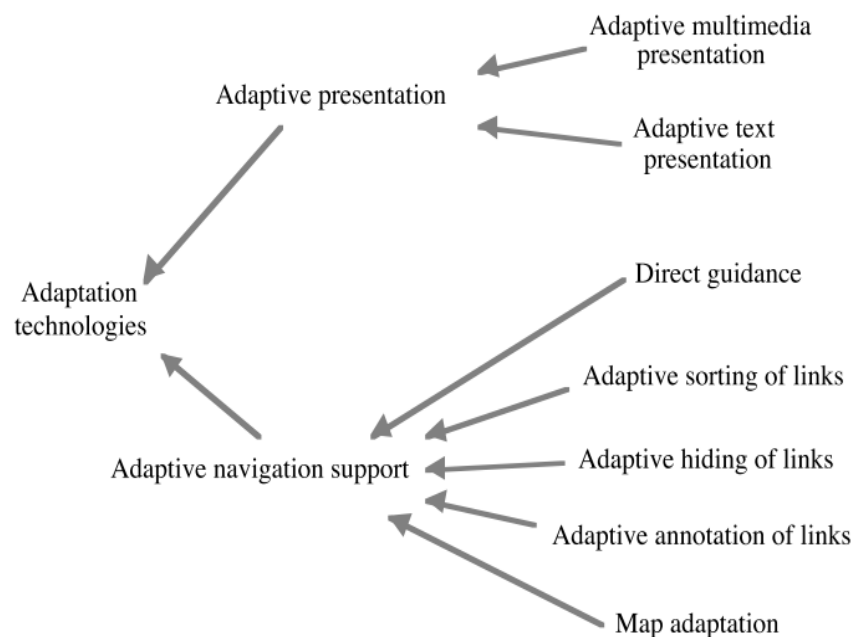 Adaptive multimedia
presentation
Adaptive presentation
Adaptive text
presentation
Direct guidance
Adaptation
technologies
Adaptive sorting of links
Adaptive hiding of links
Adaptive navigation support
Adaptive annotation of links
Map adaptation